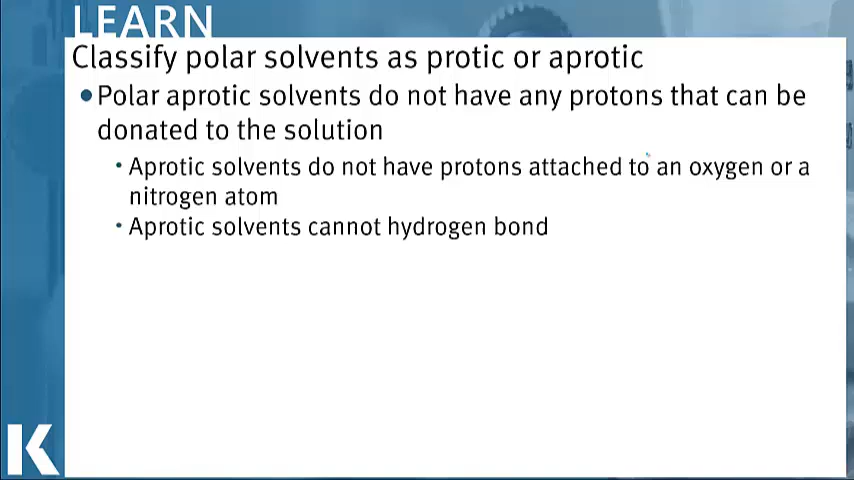 LEARN
Classify polar solvents as protic or aprotic
•Polar aprotic solvents do not have any protons that can be
donated to the solution
• Aprotic solvents do not have protons attached to an oxygen or a
nitrogen atom
• Aprotic solvents cannot hydrogen bond
K